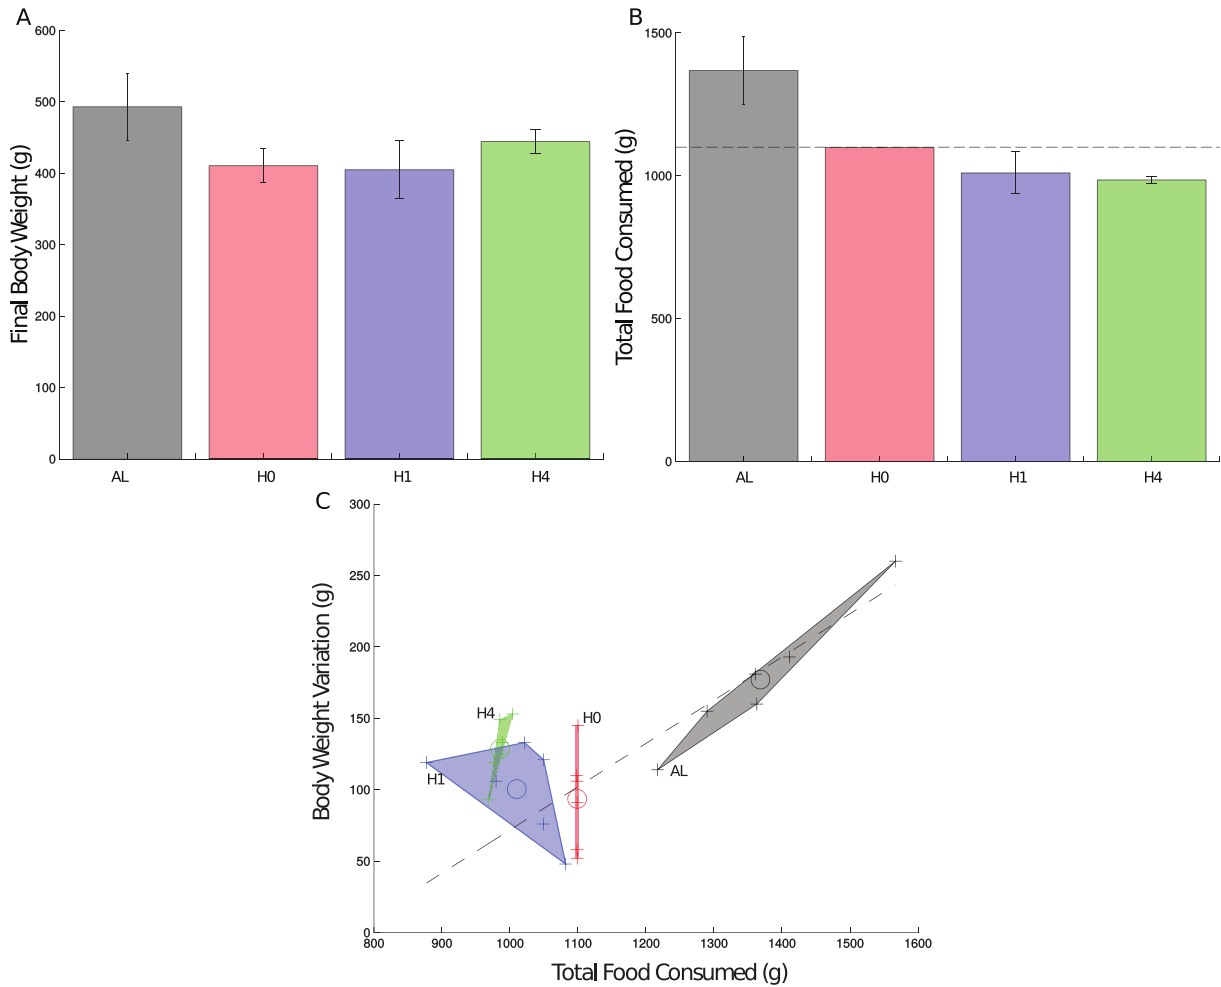 A
Final Body Weight (g)
600
500
400
300
200
100
0
AL
H0
H1
H4
B
Total Food Consumed (g)
1500
1000
500
0
AL
H0
H1
H4
C
Body Weight Variation (g)
300
250
200
150
100
50
0
H4
H0
H1
AL
800
900
1000
1100
1200
1300
1400
1500
1600
Total Food Consumed (g)